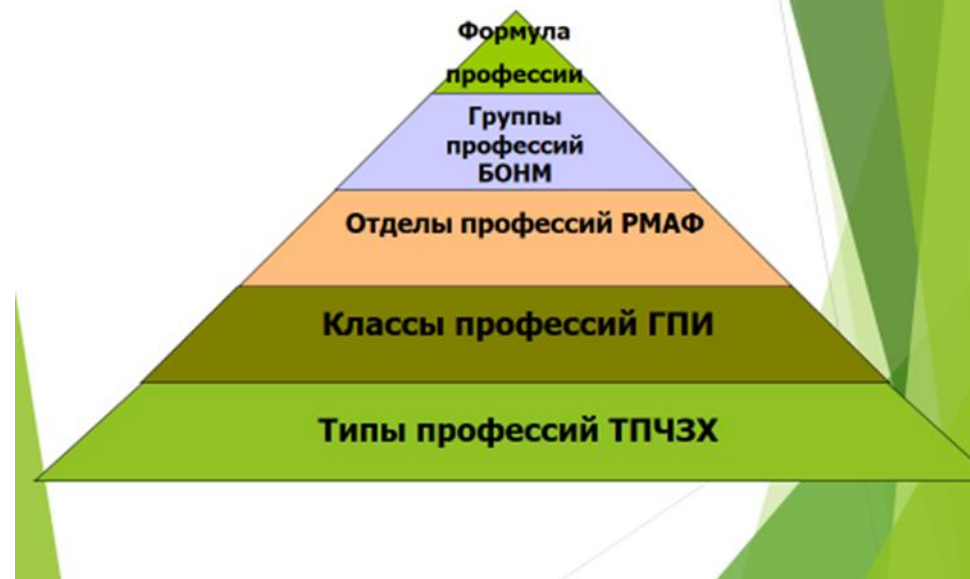 Формула
профессии
Группы
профессий
БОНМ
Отделы профессий РМАФ
Классы профессий ГПИ
Типы профессий ТПЧЗХ